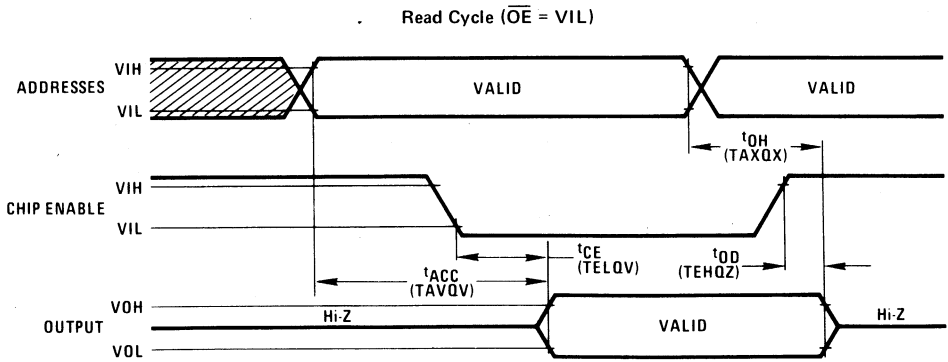 Read Cycle (OE = VIL)
ADDRESSES
VIH
VIL
VALID
VALID
tOH
(TAXQX)
CHIP ENABLE
VIH
VIL
tCE
(TELQV)
tOD
(TEHQZ)
tACC
(TAVQV)
OUTPUT
VOH
VOL
Hi-Z
VALID
Hi-Z